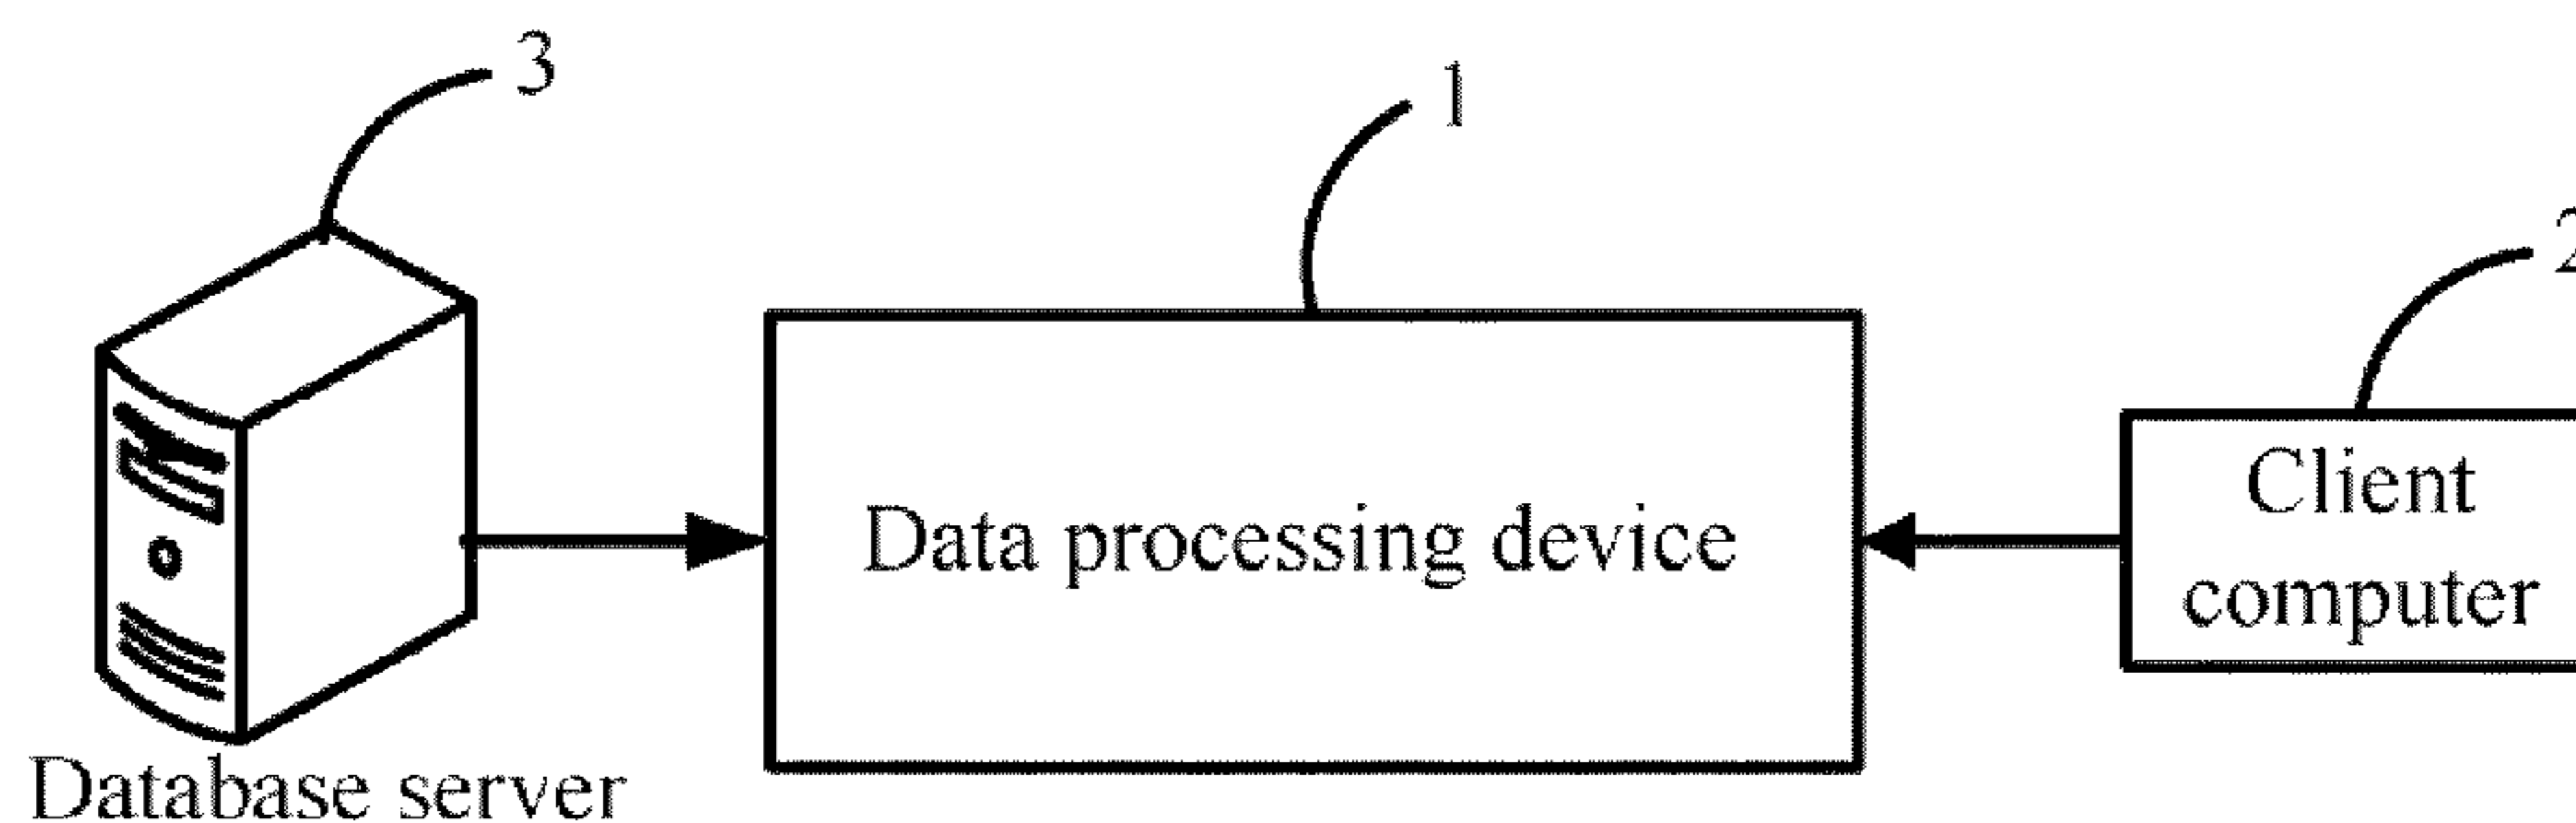 3
1
2
Data processing device
Client
computer
Database server